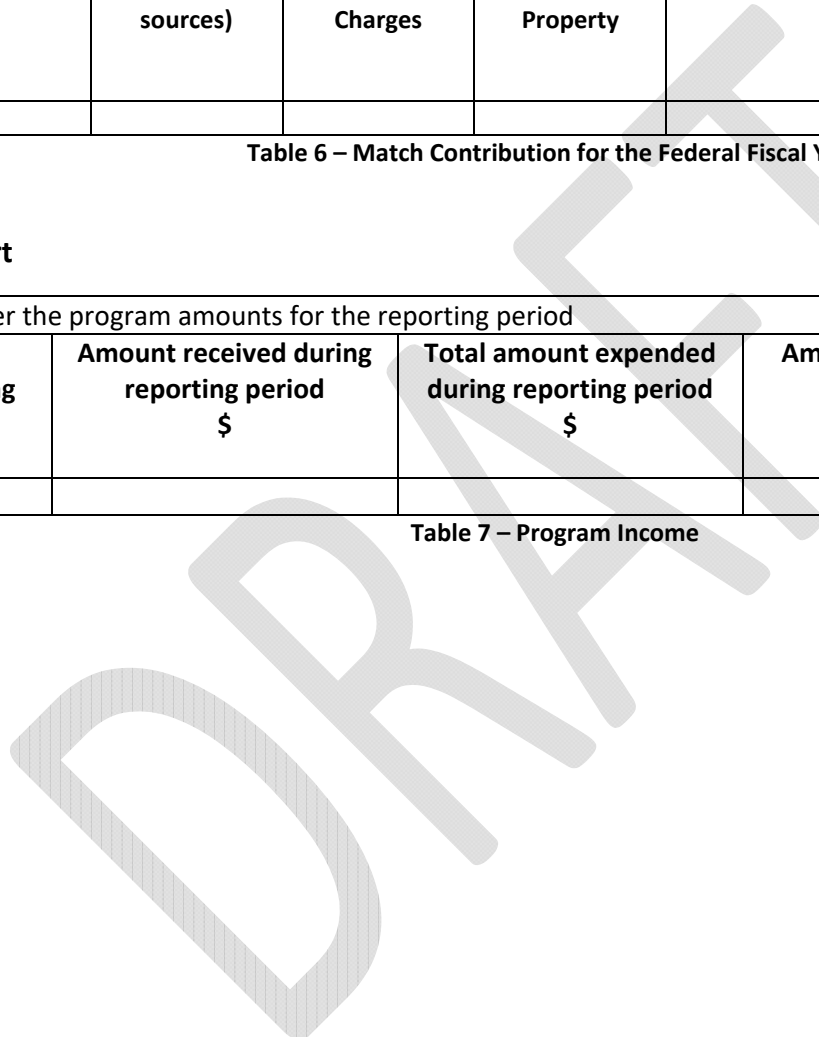 sources) Charges Property
Table 6 – Match Contribution for the Federal Fiscal Y
rt
er the program amounts for the reporting period
Amount received during Total amount expended Am
g reporting period during reporting period
$ $
Table 7 – Program Income
DRAFT